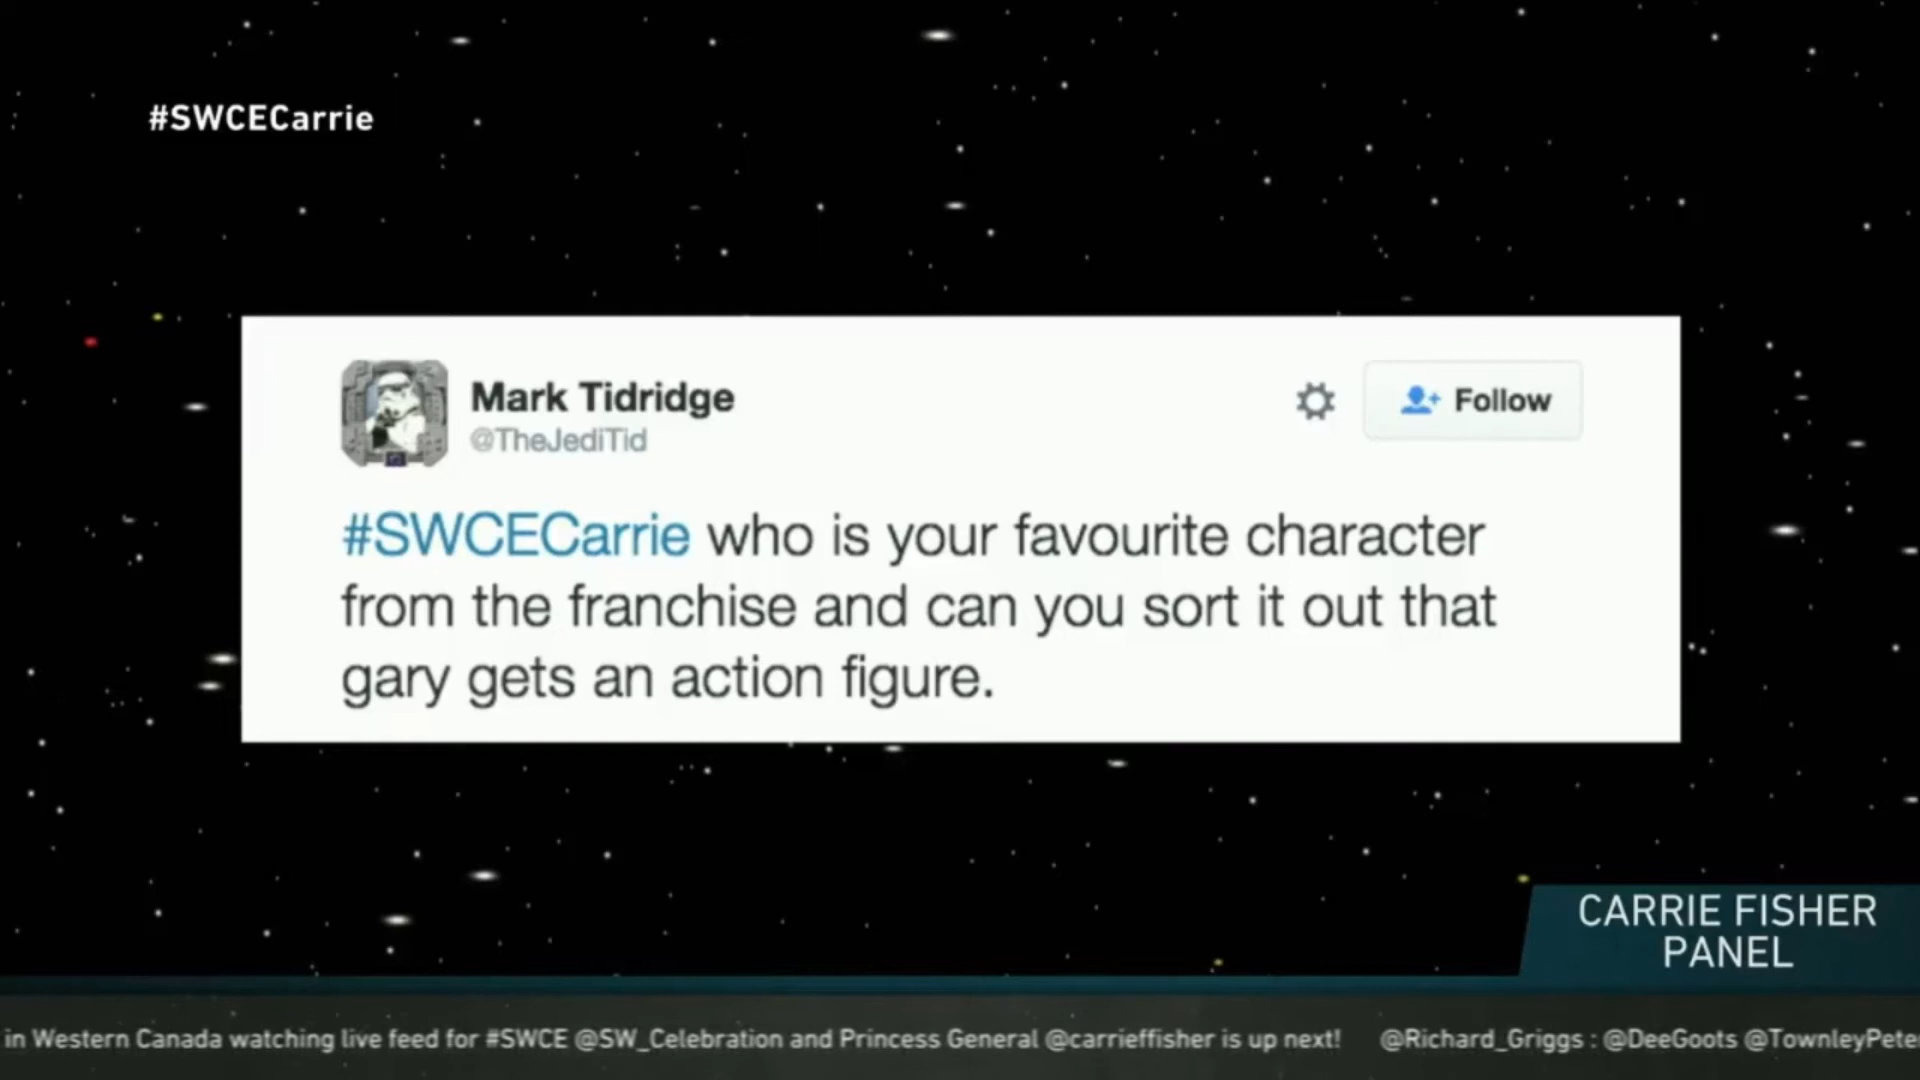 #SWCECarrie
Mark Tidridge
@TheJediTid
Follow
#SWCECarrie who is your favourite character
from the franchise and can you sort it out that
gary gets an action figure.
CARRIE FISHER
PANEL
in Western Canada watching live feed for #SWCE @SW_Celebration and Princess General @carrieffisher is up next! @Richard_Griggs : @DeeGoots @TownleyPete